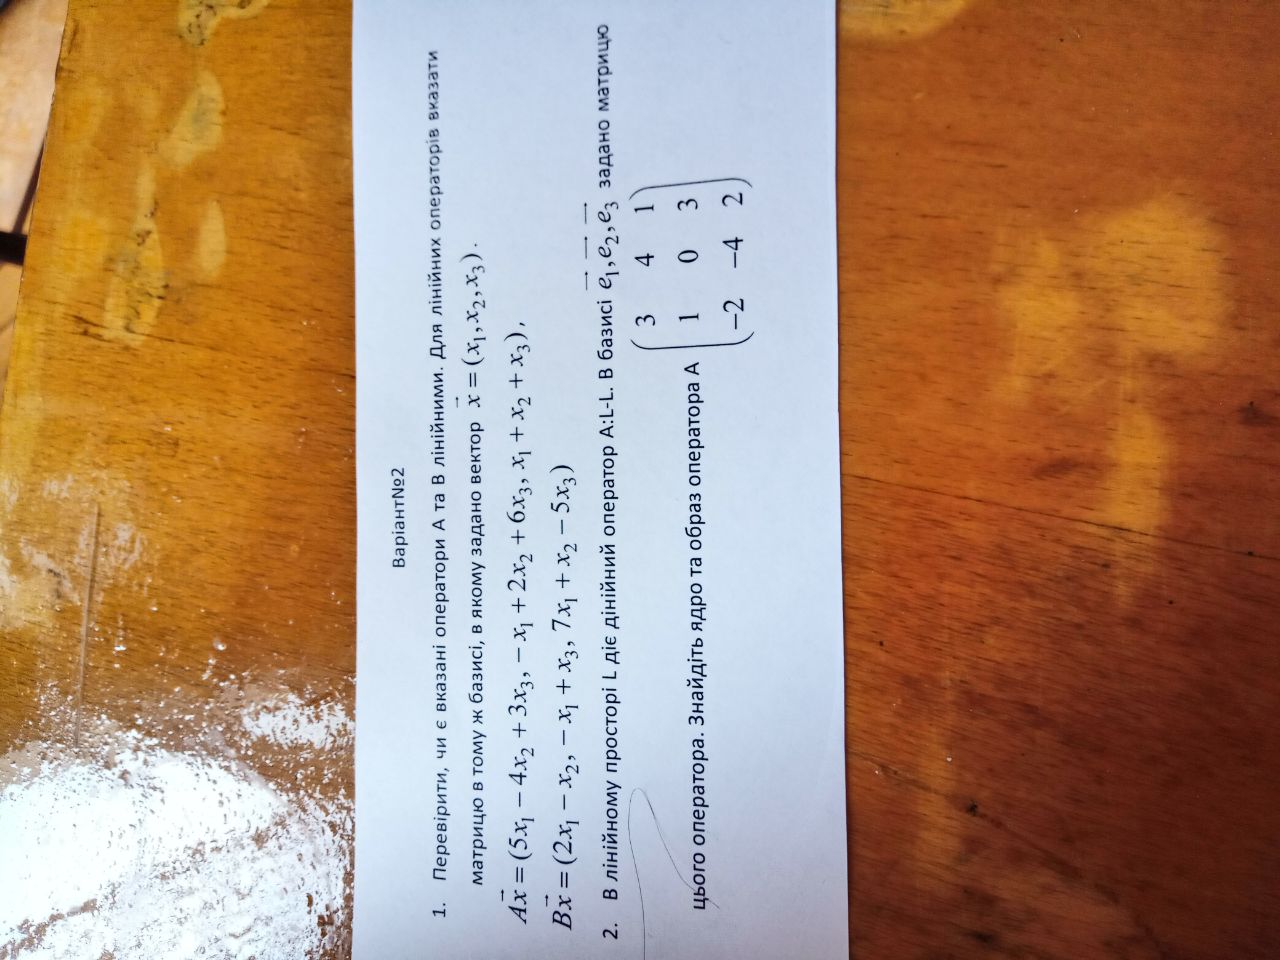 Варіант№2
1. Перевірити, чи є вказані оператори A та B лінійними. Для лінійних операторів вказати
матрицю в тому ж базисі, в якому задано вектор $\vec{x} = (x_1, x_2, x_3)$.
$A\vec{x} = (5x_1 - 4x_2 + 3x_3, -x_1 + 2x_2 + 6x_3, x_1 + x_2 + x_3),$
$B\vec{x} = (2x_1 - x_2, -x_1 + x_3, 7x_1 + x_2 - 5x_3)$
2. В лінійному просторі L діє дінійний оператор A:L-L. В базисі $\vec{e_1}, \vec{e_2}, \vec{e_3}$ задано матрицю
цього оператора. Знайдіть ядро та образ оператора A $\begin{pmatrix} 3 & 4 & 1 \\ 1 & 0 & 3 \\ -2 & -4 & 2 \end{pmatrix}$